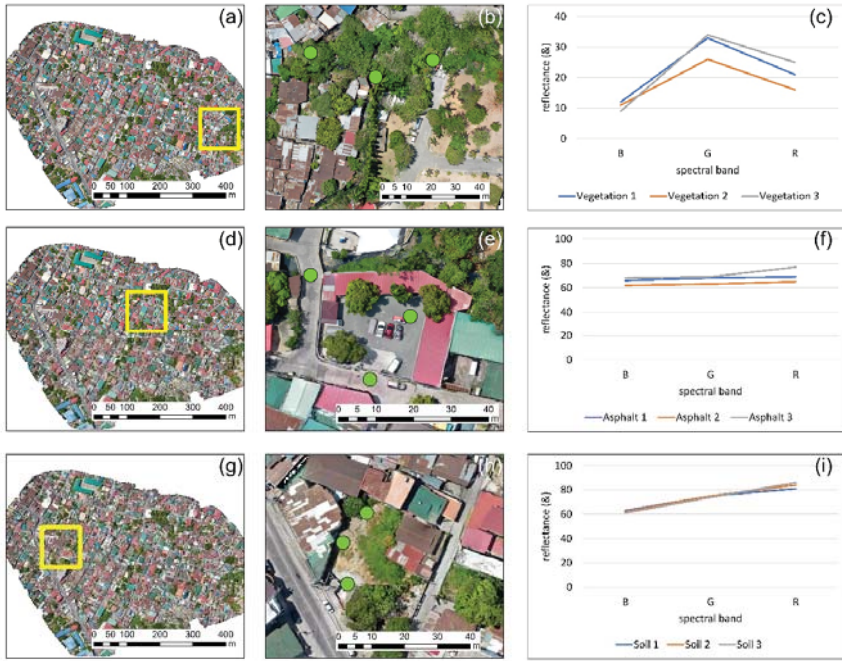 (a)
0 50 100 200 300 400
m
(b)
0 5 10 20 30 40
m
(c)
40
30
20
10
0
reflectance (&)
B G R
spectral band
Vegetation 1 Vegetation 2 Vegetation 3
(d)
0 50 100 200 300 400
m
(e)
0 5 10 20 30 40
m
(f)
100
80
60
40
20
0
reflectance (&)
B G R
spectral band
Asphalt 1 Asphalt 2 Asphalt 3
(g)
0 50 100 200 300 400
m
(h)
0 5 10 20 30 40
m
(i)
100
80
60
40
20
0
reflectance (&)
B G R
spectral band
Soil 1 Soil 2 Soil 3